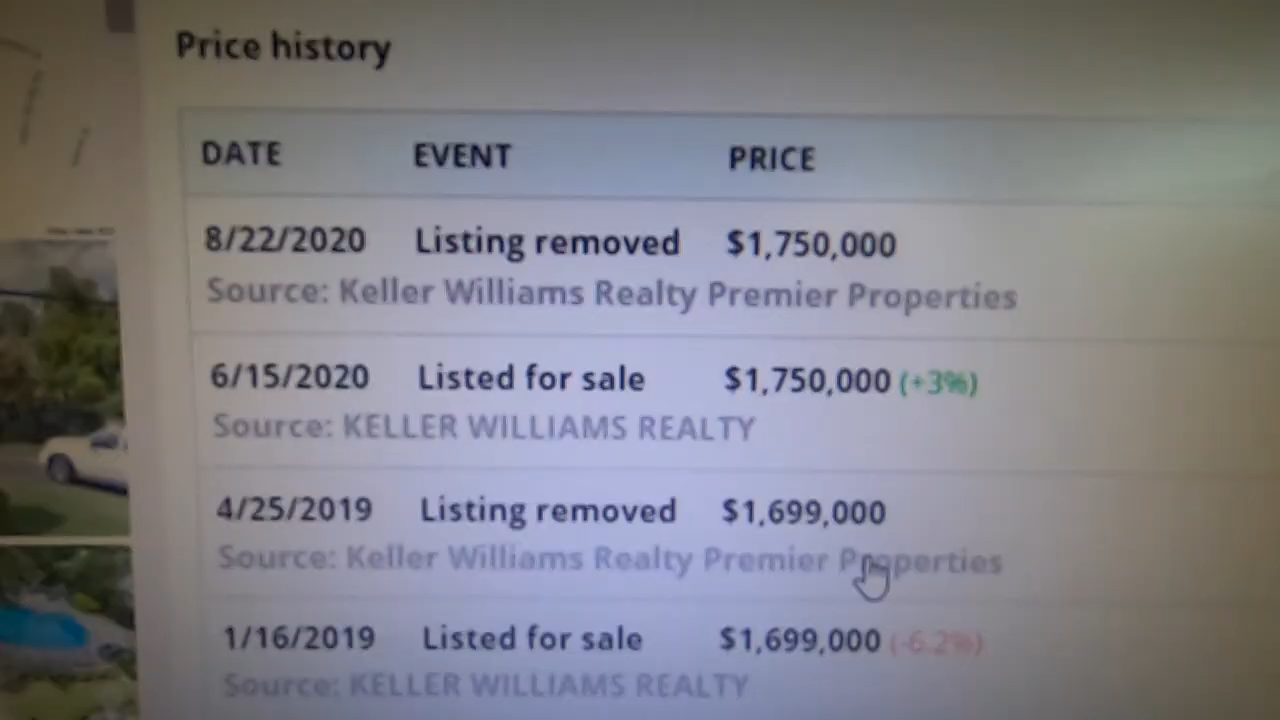 Price history
DATE EVENT PRICE
8/22/2020 Listing removed $1,750,000
Source: Keller Williams Realty Premier Properties
6/15/2020 Listed for sale $1,750,000 (+3%)
Source: KELLER WILLIAMS REALTY
4/25/2019 Listing removed $1,699,000
Source: Keller Williams Realty Premier Properties
1/16/2019 Listed for sale $1,699,000 (-6.2%)
Source: KELLER WILLIAMS REALTY